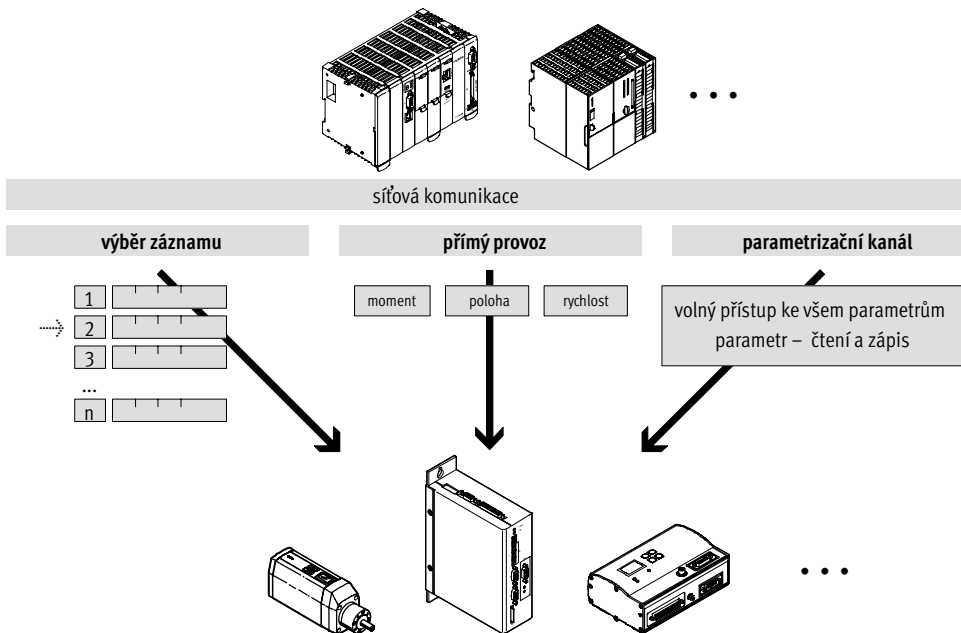 • • •
síťová komunikace
výběr záznamu
přímý provoz
parametrizační kanál
1
2
3
...
n
moment
poloha
rychlost
volný přístup ke všem parametrům
parametr – čtení a zápis
• • •